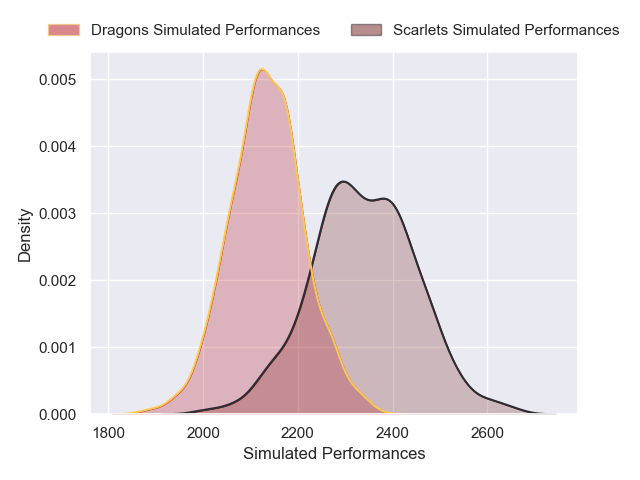 Dragons Simulated Performances Scarlets Simulated Performances
0.005
0.004
0.003
0.002
0.001
0.000
Density
1800 2000 2200 2400 2600
Simulated Performances